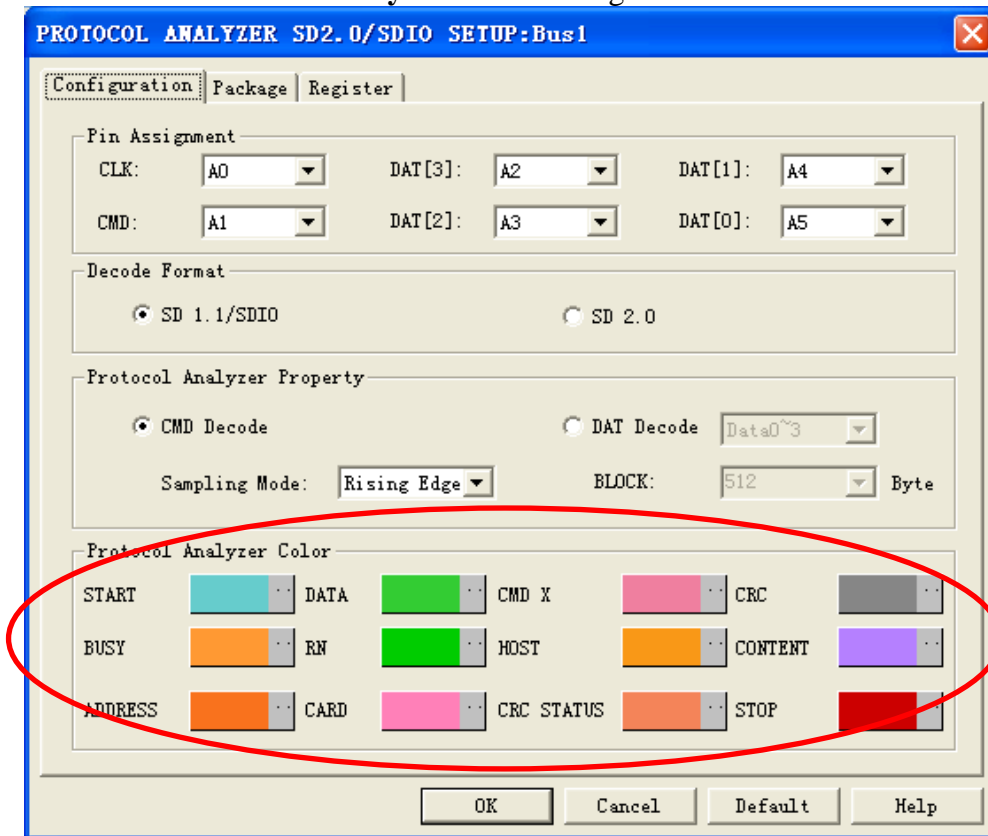 PROTOCOL ANALYZER SD2.0/SDIO SETUP:Bus1
Configuration Package Register
Pin Assignment
CLK: A0 DAT[3]: A2 DAT[1]: A4
CMD: A1 DAT[2]: A3 DAT[0]: A5
Decode Format
SD 1.1/SDIO SD 2.0
Protocol Analyzer Property
CMD Decode DAT Decode Data0~3
Sampling Mode: Rising Edge BLOCK: 512 Byte
Protocol Analyzer Color
START DATA CMD X CRC
BUSY RN HOST CONTENT
ADDRESS CARD CRC STATUS STOP
OK Cancel Default Help